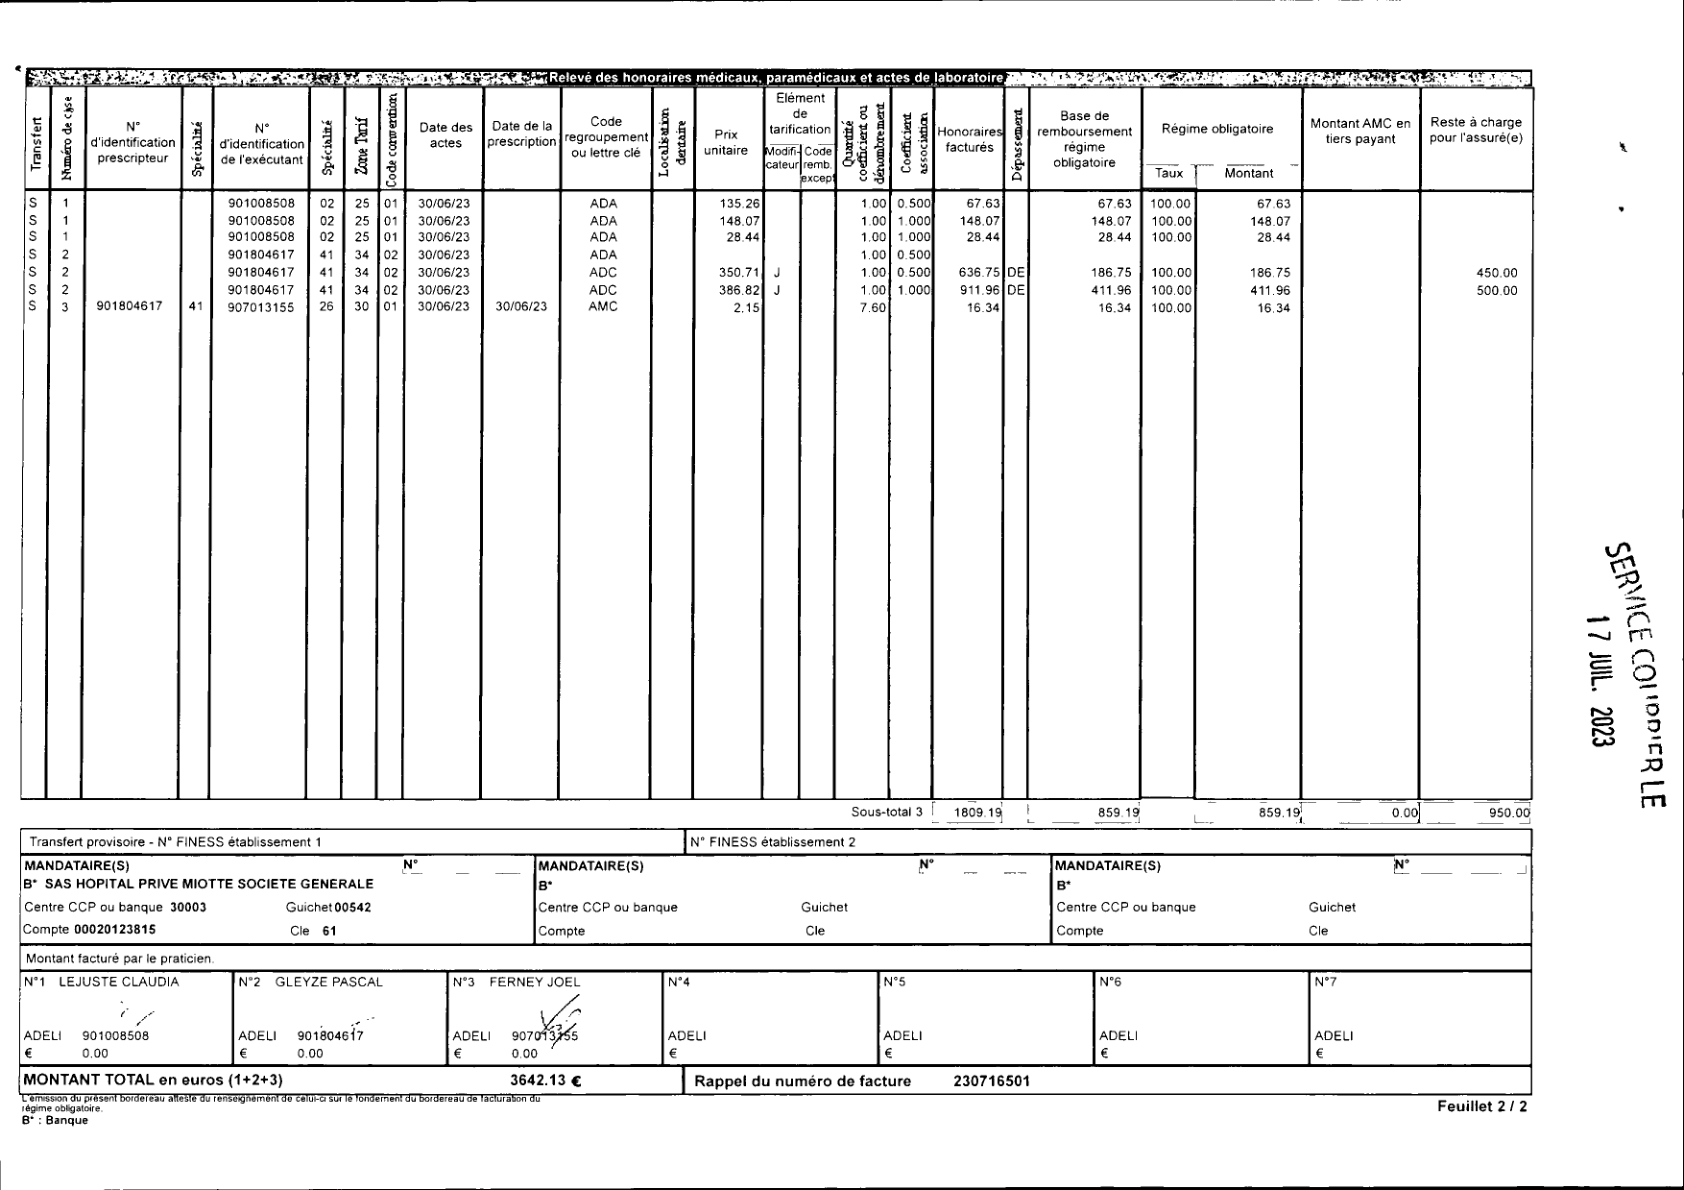 Relevé des honoraires médicaux, paramédicaux et actes de laboratoire
Transfert | Numéro de case | N° d'identification prescripteur | Spécialité | N° d'identification de l'exécutant | Spécialité | Zone Tarif | Code convention | Date des actes | Date de la prescription | Code regroupement ou lettre clé | Localisation dentaire | Prix unitaire | Elément de tarification | Modifi-cateur | Code remb. except | Quantité coefficient ou dénombrement | Coefficient association | Honoraires facturés | Dépassement | Base de remboursement régime obligatoire | Régime obligatoire | Taux | Montant | Montant AMC en tiers payant | Reste à charge pour l'assuré(e)
S 1 901008508 02 25 01 30/06/23 ADA 135.26 1.00 0.500 67.63 67.63 100.00 67.63
S 1 901008508 02 25 01 30/06/23 ADA 148.07 1.00 1.000 148.07 148.07 100.00 148.07
S 1 901008508 02 25 01 30/06/23 ADA 28.44 1.00 1.000 28.44 28.44 100.00 28.44
S 2 901804617 41 34 02 30/06/23 ADA 1.00 0.500
S 2 901804617 41 34 02 30/06/23 ADC 350.71 J 1.00 0.500 636.75 DE 186.75 100.00 186.75 450.00
S 2 901804617 41 34 02 30/06/23 ADC 386.82 J 1.00 1.000 911.96 DE 411.96 100.00 411.96 500.00
S 3 901804617 41 907013155 26 30 01 30/06/23 30/06/23 AMC 2.15 7.60 16.34 16.34 100.00 16.34
Sous-total 3 1809.19 859.19 859.19 0.00 950.00
SERVICE COURRIER LE
17 JUIL. 2023
Transfert provisoire - N° FINESS établissement 1 N° FINESS établissement 2
MANDATAIRE(S) N° MANDATAIRE(S) N° MANDATAIRE(S) N°
B* SAS HOPITAL PRIVE MIOTTE SOCIETE GENERALE B* B*
Centre CCP ou banque 30003 Guichet 00542 Centre CCP ou banque Guichet Centre CCP ou banque Guichet
Compte 00020123815 Cle 61 Compte Cle Compte Cle
Montant facturé par le praticien.
N°1 LEJUSTE CLAUDIA N°2 GLEYZE PASCAL N°3 FERNEY JOEL N°4 N°5 N°6 N°7
ADELI 901008508 ADELI 901804617 ADELI 907013155 ADELI ADELI ADELI ADELI
€ 0.00 € 0.00 € 0.00 € € € €
MONTANT TOTAL en euros (1+2+3) 3642.13 € Rappel du numéro de facture 230716501
L'émission du présent bordereau atteste du renseignement de celui-ci sur le fondement du bordereau de facturation du
régime obligatoire.
B* : Banque
Feuillet 2 / 2